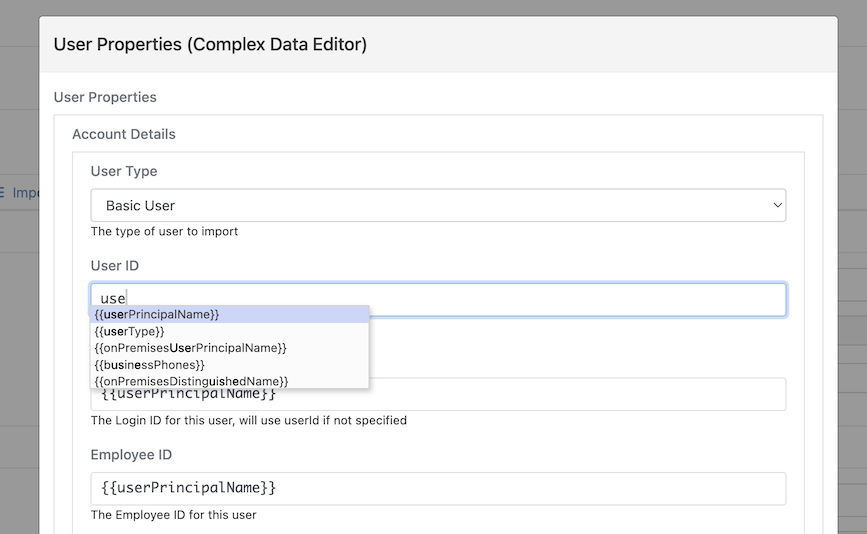 User Properties (Complex Data Editor)
User Properties
Account Details
User Type
Basic User
The type of user to import
User ID
use
{{userPrincipalName}}
{{userType}}
{{onPremisesUserPrincipalName}}
{{businessPhones}}
{{onPremisesDistinguishedName}}
{{userPrincipalName}}
The Login ID for this user, will use userId if not specified
Employee ID
{{userPrincipalName}}
The Employee ID for this user